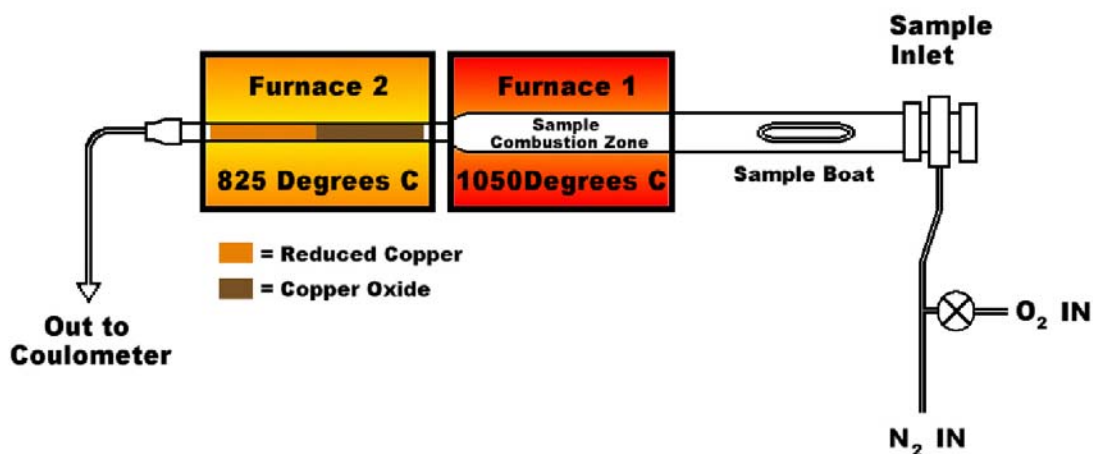 Sample
Inlet
Furnace 2
Furnace 1
Sample
Combustion Zone
825 Degrees C
1050Degrees C
Sample Boat
= Reduced Copper
= Copper Oxide
Out to
Coulometer
O₂ IN
N₂ IN